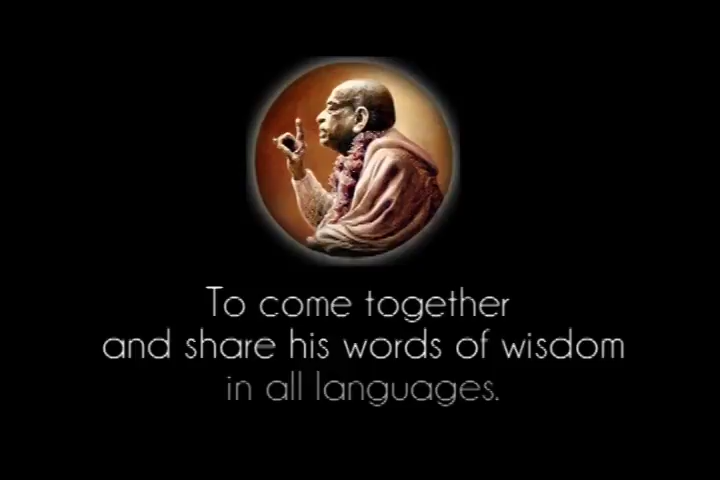 To come together
and share his words of wisdom
in all languages.